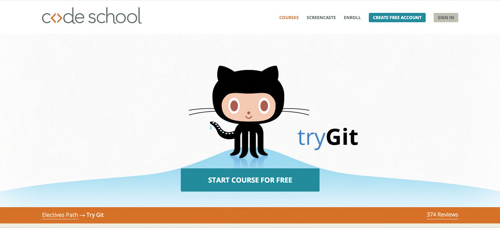 code school
COURSES SCREENCASTS ENROLL CREATE FREE ACCOUNT SIGN IN
tryGit
START COURSE FOR FREE
Electives Path → Try Git 374 Reviews